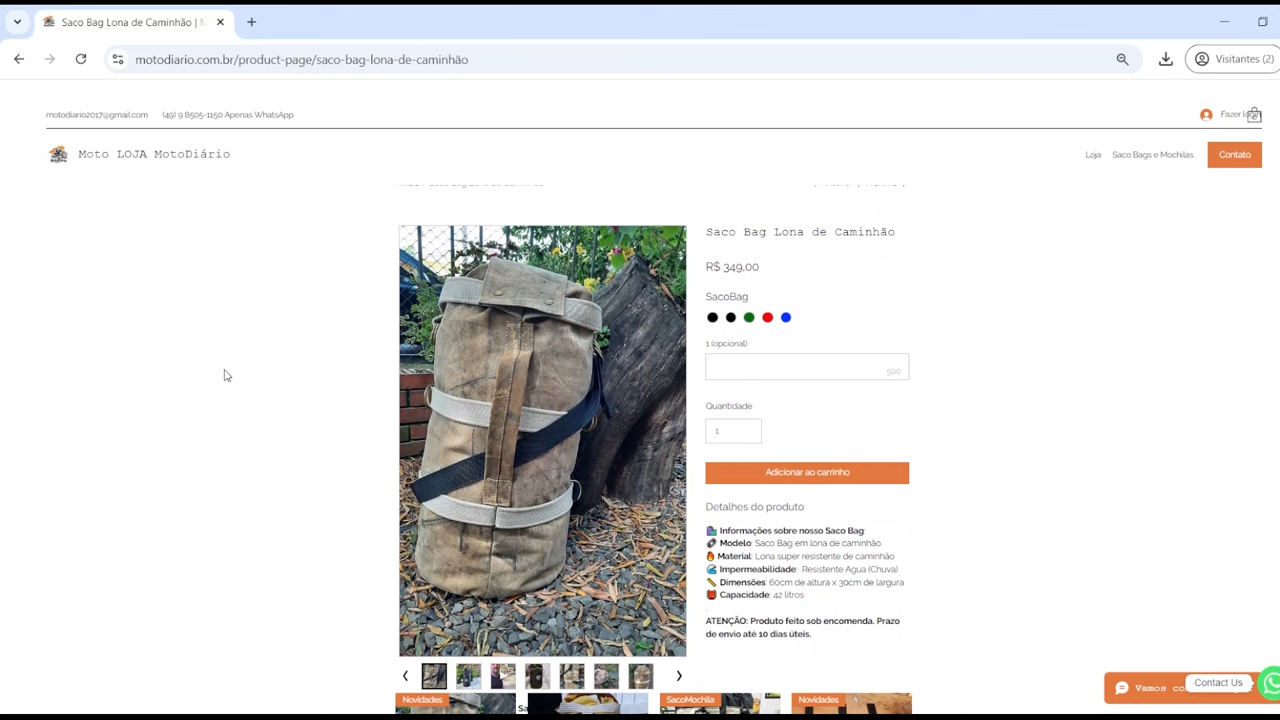 Saco Bag Lona de Caminhão |
motodiario.com.br/product-page/saco-bag-lona-de-caminhão
Visitantes (2)
motodiario2017@gmail.com (49) 9 8505-1150 Apenas WhatsApp
Fazer
Moto LOJA MotoDiário
Loja Saco Bags e Mochilas Contato
Saco Bag Lona de Caminhão
R$ 349,00
SacoBag
1 (opcional)
500
Quantidade
1
Adicionar ao carrinho
Detalhes do produto
Informações sobre nosso Saco Bag:
Modelo: Saco Bag em lona de caminhão
Material: Lona super resistente de caminhão
Impermeabilidade: Resistente Agua (Chuva)
Dimensões: 60cm de altura x 30cm de largura
Capacidade: 42 litros
ATENÇÃO: Produto feito sob encomenda. Prazo
de envio até 10 dias úteis.
Novidades SacoMochila Novidades
Vamos
Contact Us